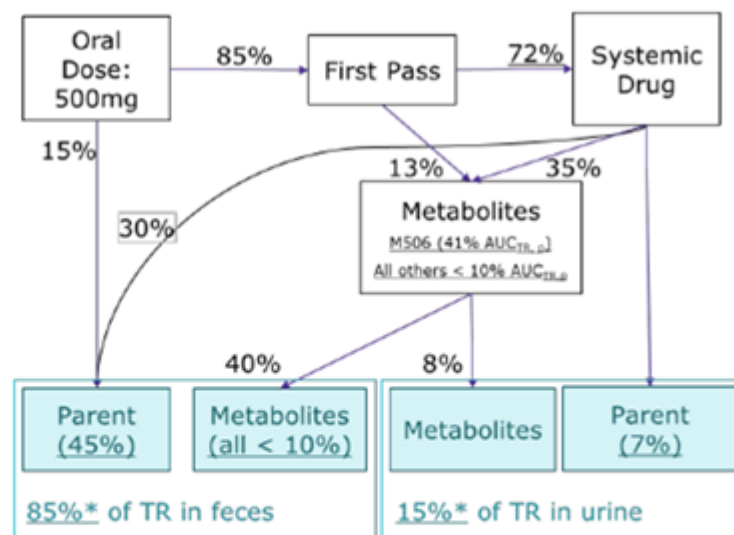 Oral
Dose:
500mg
85%
First Pass
72%
Systemic
Drug
15%
13%
35%
30%
Metabolites
M506 (41% AUCTR, p)
All others < 10% AUCTR,p
40%
8%
Parent
(45%)
Metabolites
(all < 10%)
Metabolites
Parent
(7%)
85%* of TR in feces
15%* of TR in urine